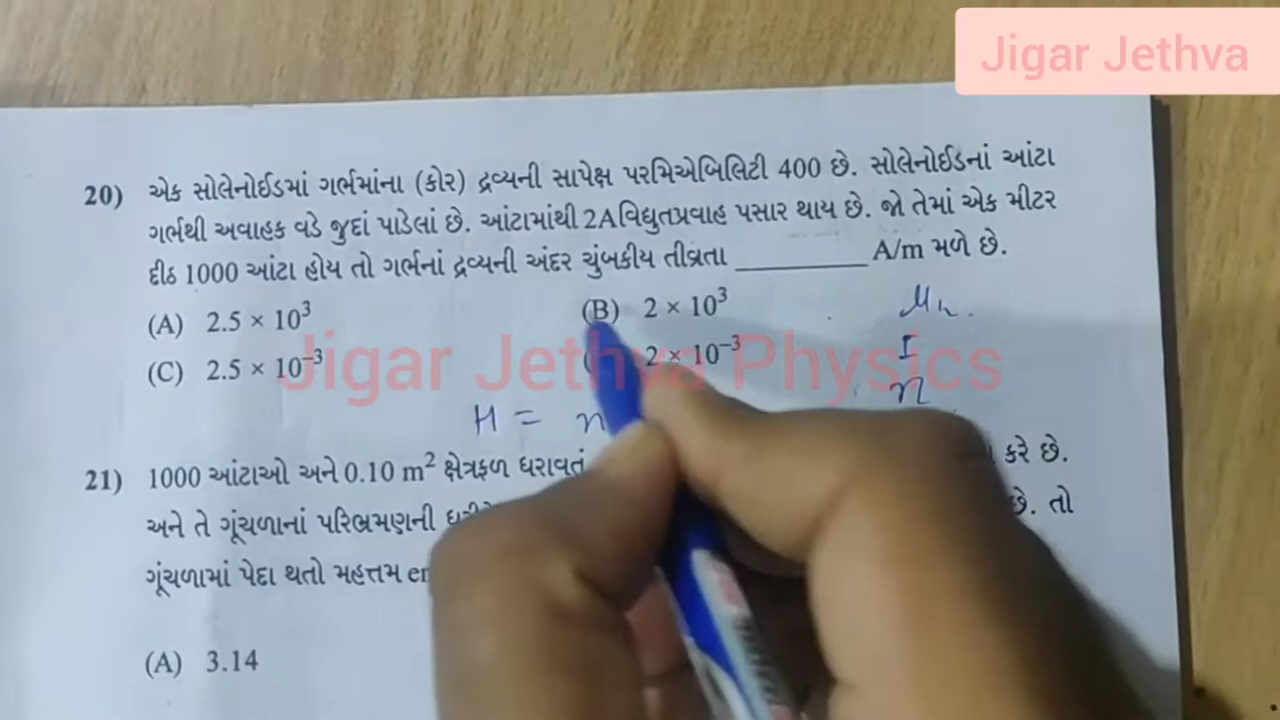 Jigar Jethva
20) એક સોલેનોઈડમાં ગર્ભમાંના (કોર) દ્રવ્યની સાપેક્ષ પરમિએબિલિટી 400 છે. સોલેનોઈડનાં આંટા
ગર્ભથી અવાહક વડે જુદાં પાડેલાં છે. આંટામાંથી 2A વિદ્યુતપ્રવાહ પસાર થાય છે. જો તેમાં એક મીટર
દીઠ 1000 આંટા હોય તો ગર્ભનાં દ્રવ્યની અંદર ચુંબકીય તીવ્રતા ________ A/m મળે છે.
(A) 2.5 × 10³ (B) 2 × 10³
(C) 2.5 × 10⁻³ 2 × 10⁻³
I
n
Jigar Jethva Physics
H = n
21) 1000 આંટાઓ અને 0.10 m² ક્ષેત્રફળ ધરાવતું કરે છે.
અને તે ગૂંચળાનાં પરિભ્રમણની છે. તો
ગૂંચળામાં પેદા થતો મહત્તમ
(A) 3.14